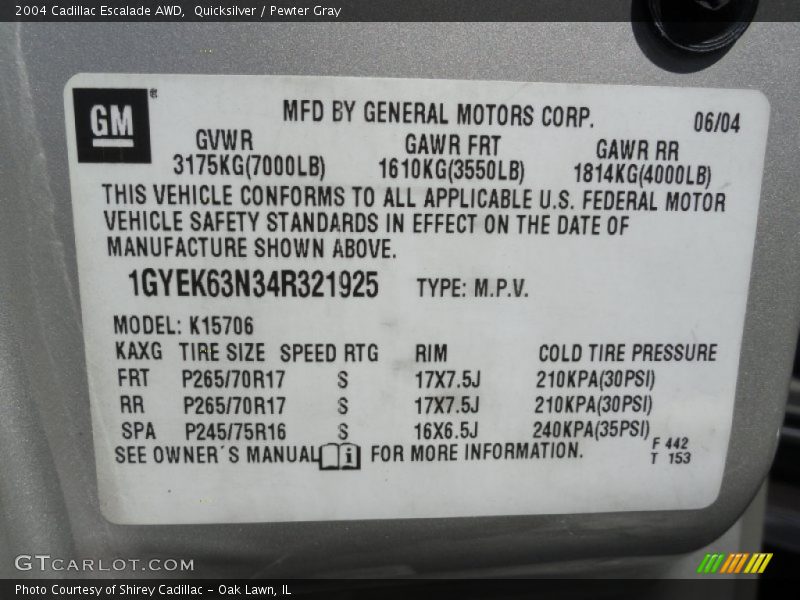 2004 Cadillac Escalade AWD, Quicksilver / Pewter Gray
GM®
MFD BY GENERAL MOTORS CORP. 06/04
GVWR GAWR FRT GAWR RR
3175KG(7000LB) 1610KG(3550LB) 1814KG(4000LB)
THIS VEHICLE CONFORMS TO ALL APPLICABLE U.S. FEDERAL MOTOR
VEHICLE SAFETY STANDARDS IN EFFECT ON THE DATE OF
MANUFACTURE SHOWN ABOVE.
1GYEK63N34R321925 TYPE: M.P.V.
MODEL: K15706
KAXG TIRE SIZE SPEED RTG RIM COLD TIRE PRESSURE
FRT P265/70R17 S 17X7.5J 210KPA(30PSI)
RR P265/70R17 S 17X7.5J 210KPA(30PSI)
SPA P245/75R16 S 16X6.5J 240KPA(35PSI)
SEE OWNER´S MANUAL i FOR MORE INFORMATION.
F 442
T 153
GTCARLOT.COM
Photo Courtesy of Shirey Cadillac - Oak Lawn, IL